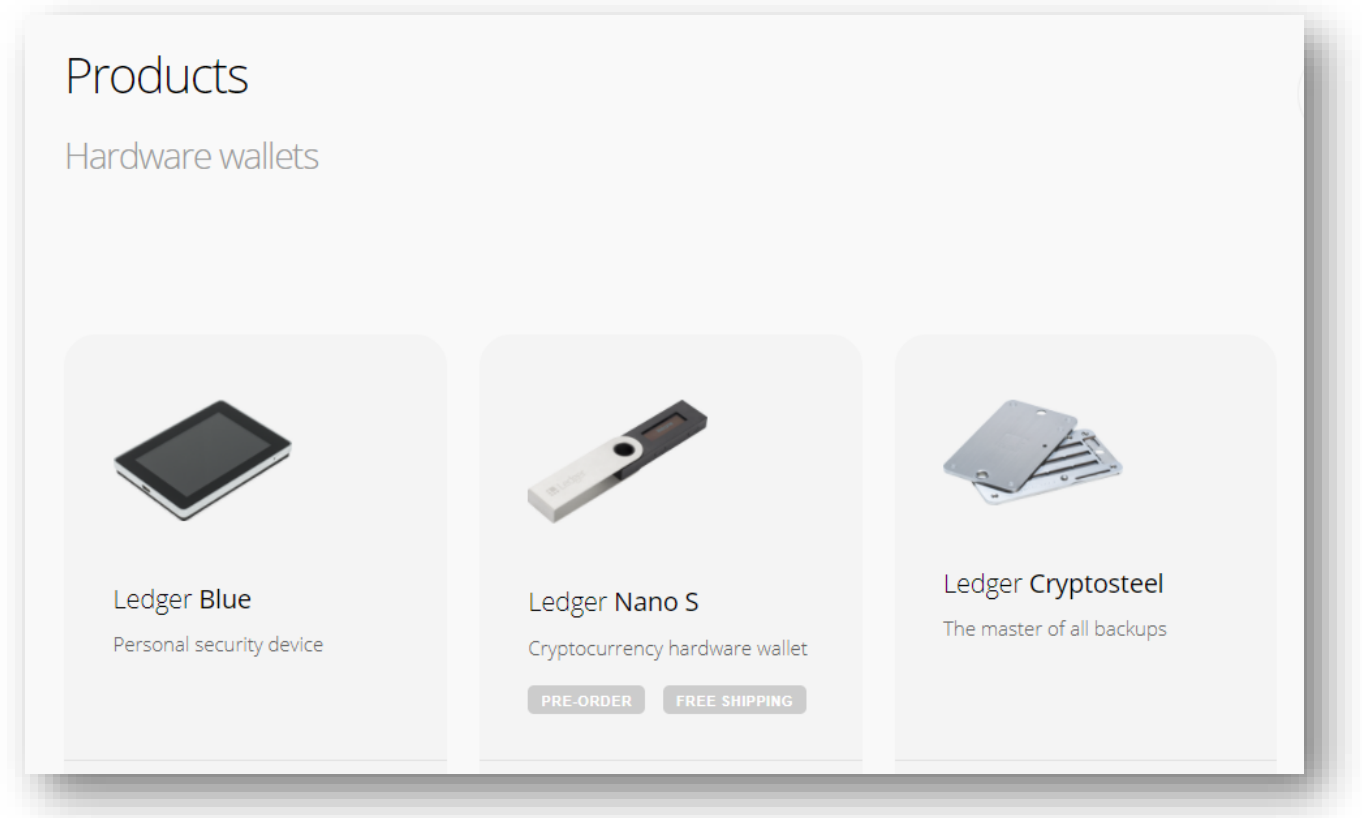 Products
Hardware wallets
Ledger Blue
Personal security device
Ledger
Ledger Nano S
Cryptocurrency hardware wallet
PRE-ORDER FREE SHIPPING
Ledger Cryptosteel
The master of all backups